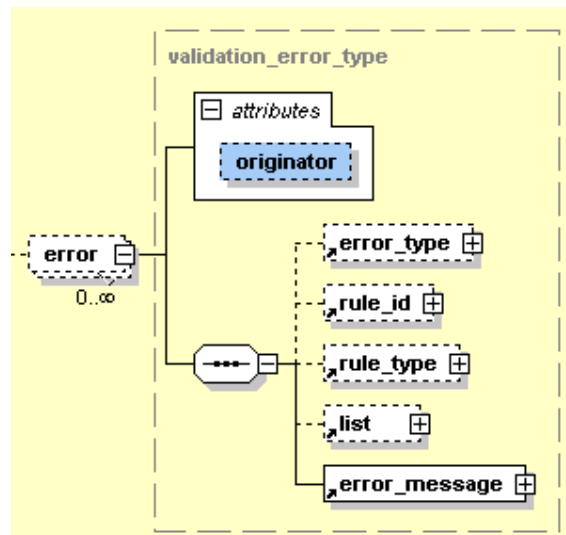 validation_error_type
attributes
originator
error
0..∞
error_type
rule_id
rule_type
list
error_message